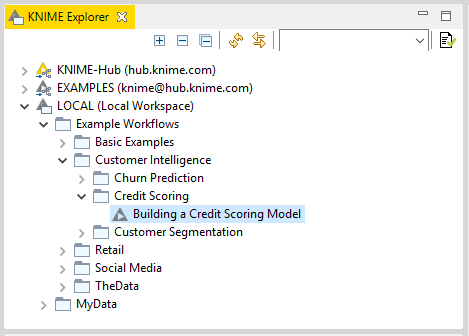 KNIME Explorer
KNIME-Hub (hub.knime.com)
EXAMPLES (knime@hub.knime.com)
LOCAL (Local Workspace)
Example Workflows
Basic Examples
Customer Intelligence
Churn Prediction
Credit Scoring
Building a Credit Scoring Model
Customer Segmentation
Retail
Social Media
TheData
MyData